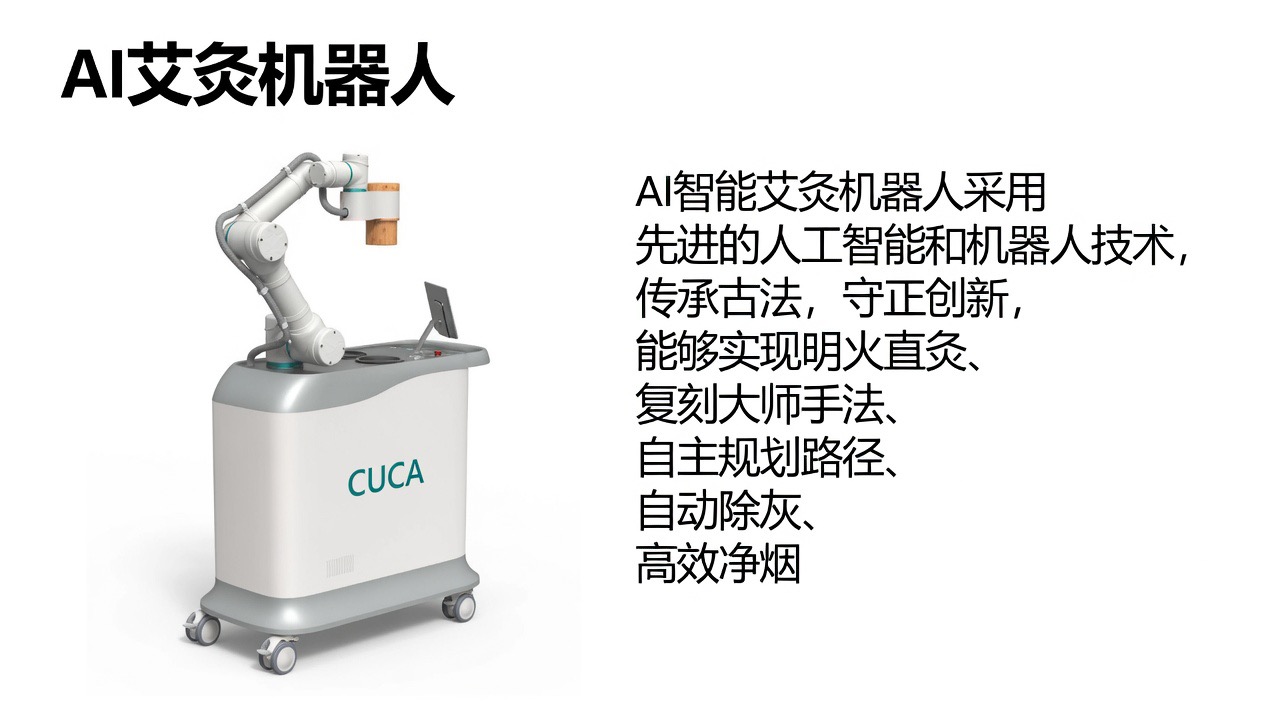 AI艾灸机器人
AI智能艾灸机器人采用
先进的人工智能和机器人技术，
传承古法，守正创新，
能够实现明火直灸、
复刻大师手法、
自主规划路径、
自动除灰、
高效净烟
CUCA